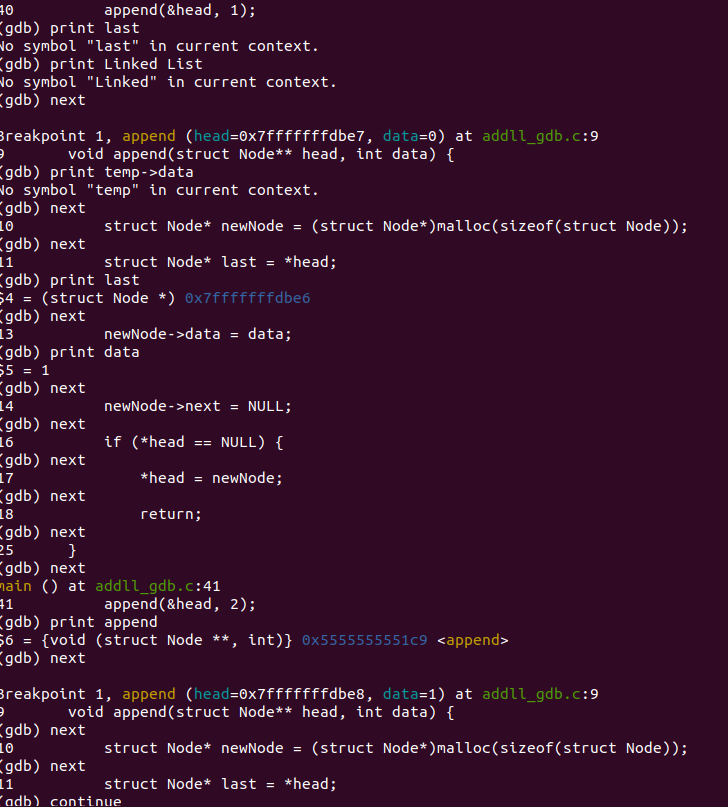 40          append(&head, 1);
(gdb) print last
No symbol "last" in current context.
(gdb) print Linked List
No symbol "Linked" in current context.
(gdb) next

Breakpoint 1, append (head=0x7fffffffdbe7, data=0) at addll_gdb.c:9
9       void append(struct Node** head, int data) {
(gdb) print temp->data
No symbol "temp" in current context.
(gdb) next
10          struct Node* newNode = (struct Node*)malloc(sizeof(struct Node));
(gdb) next
11          struct Node* last = *head;
(gdb) print last
$4 = (struct Node *) 0x7fffffffdbe6
(gdb) next
13          newNode->data = data;
(gdb) print data
$5 = 1
(gdb) next
14          newNode->next = NULL;
(gdb) next
16          if (*head == NULL) {
(gdb) next
17              *head = newNode;
(gdb) next
18              return;
(gdb) next
25      }
(gdb) next
main () at addll_gdb.c:41
41          append(&head, 2);
(gdb) print append
$6 = {void (struct Node **, int)} 0x5555555551c9 <append>
(gdb) next

Breakpoint 1, append (head=0x7fffffffdbe8, data=1) at addll_gdb.c:9
9       void append(struct Node** head, int data) {
(gdb) next
10          struct Node* newNode = (struct Node*)malloc(sizeof(struct Node));
(gdb) next
11          struct Node* last = *head;
(gdb) continue